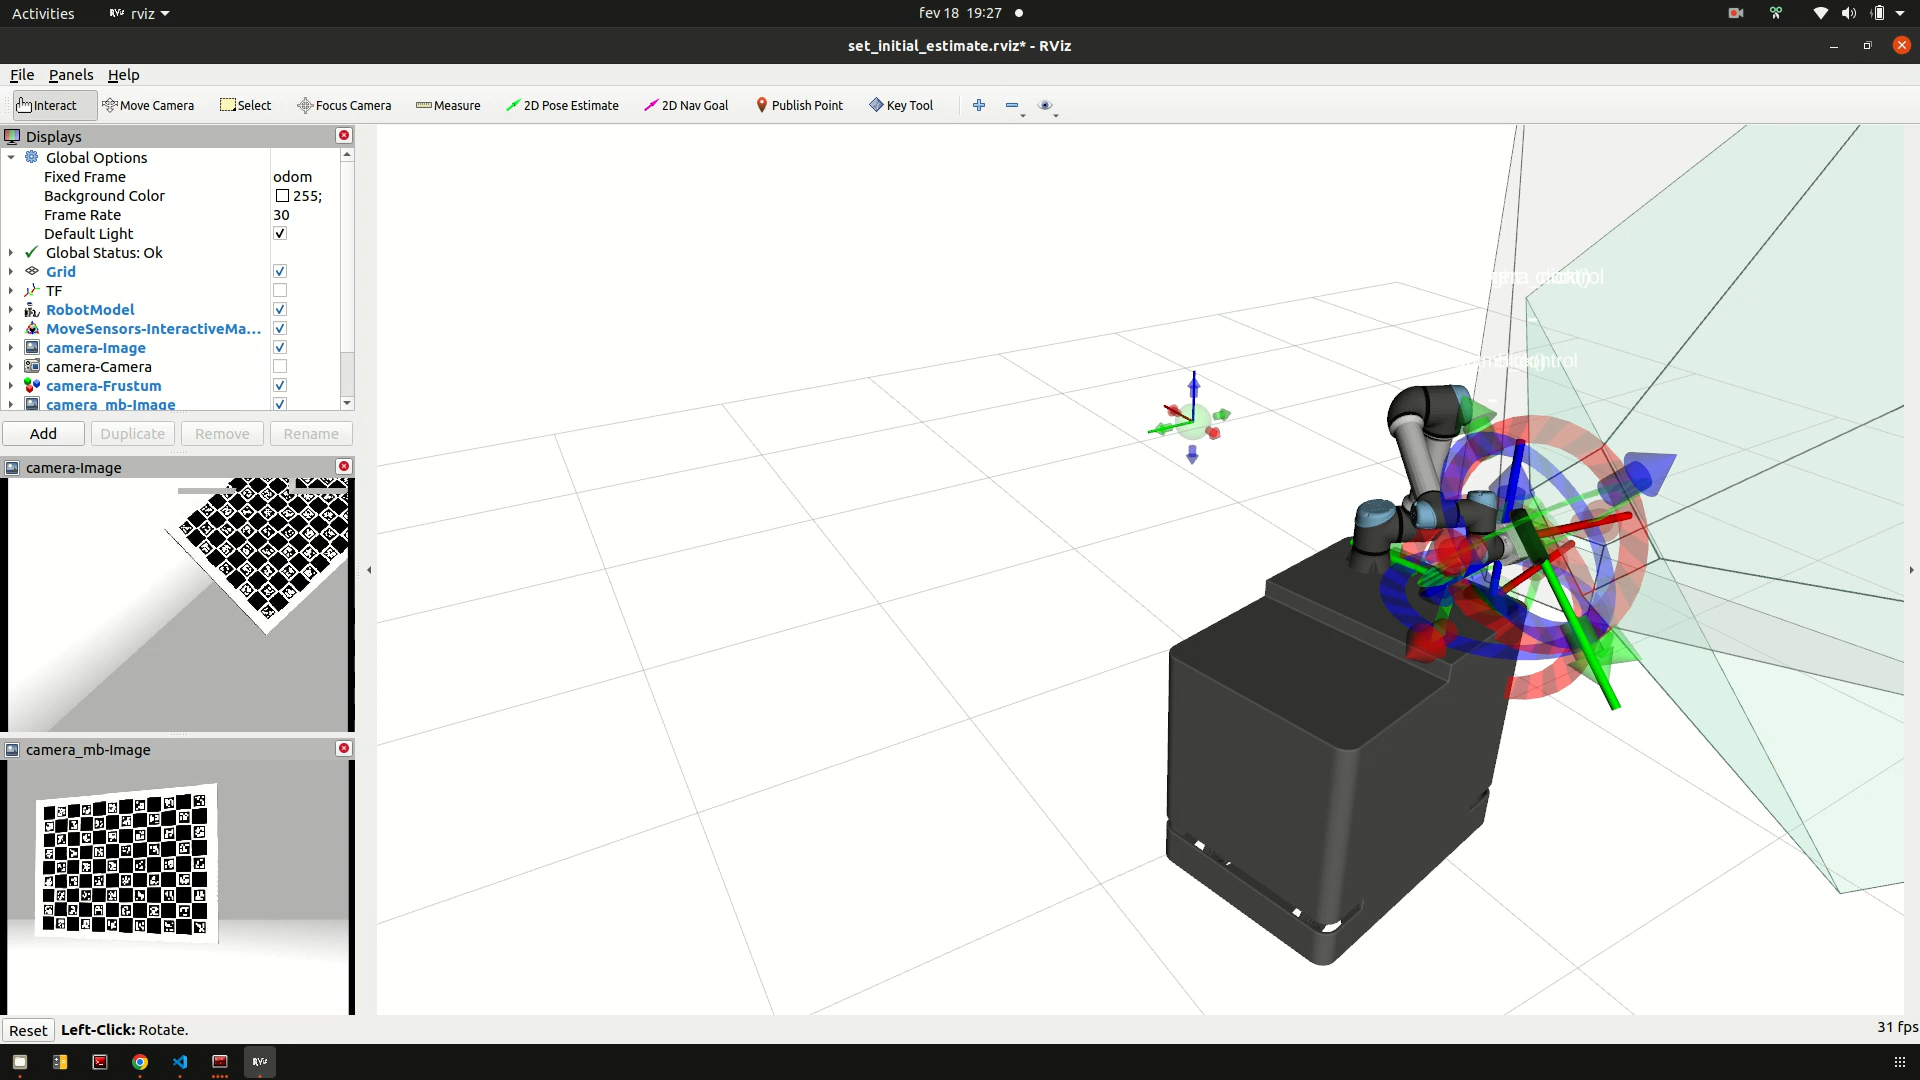 Activities
RViz rviz
fev 18 19:27
set_initial_estimate.rviz* - RViz
File Panels Help
Interact Move Camera Select Focus Camera Measure 2D Pose Estimate 2D Nav Goal Publish Point Key Tool
Displays
Global Options
Fixed Frame odom
Background Color 255;
Frame Rate 30
Default Light
Global Status: Ok
Grid
TF
RobotModel
MoveSensors-InteractiveMa...
camera-Image
camera-Camera
camera-Frustum
camera_mb-Image
Add Duplicate Remove Rename
camera-Image
camera_mb-Image
Reset Left-Click: Rotate.
31 fps
RViz